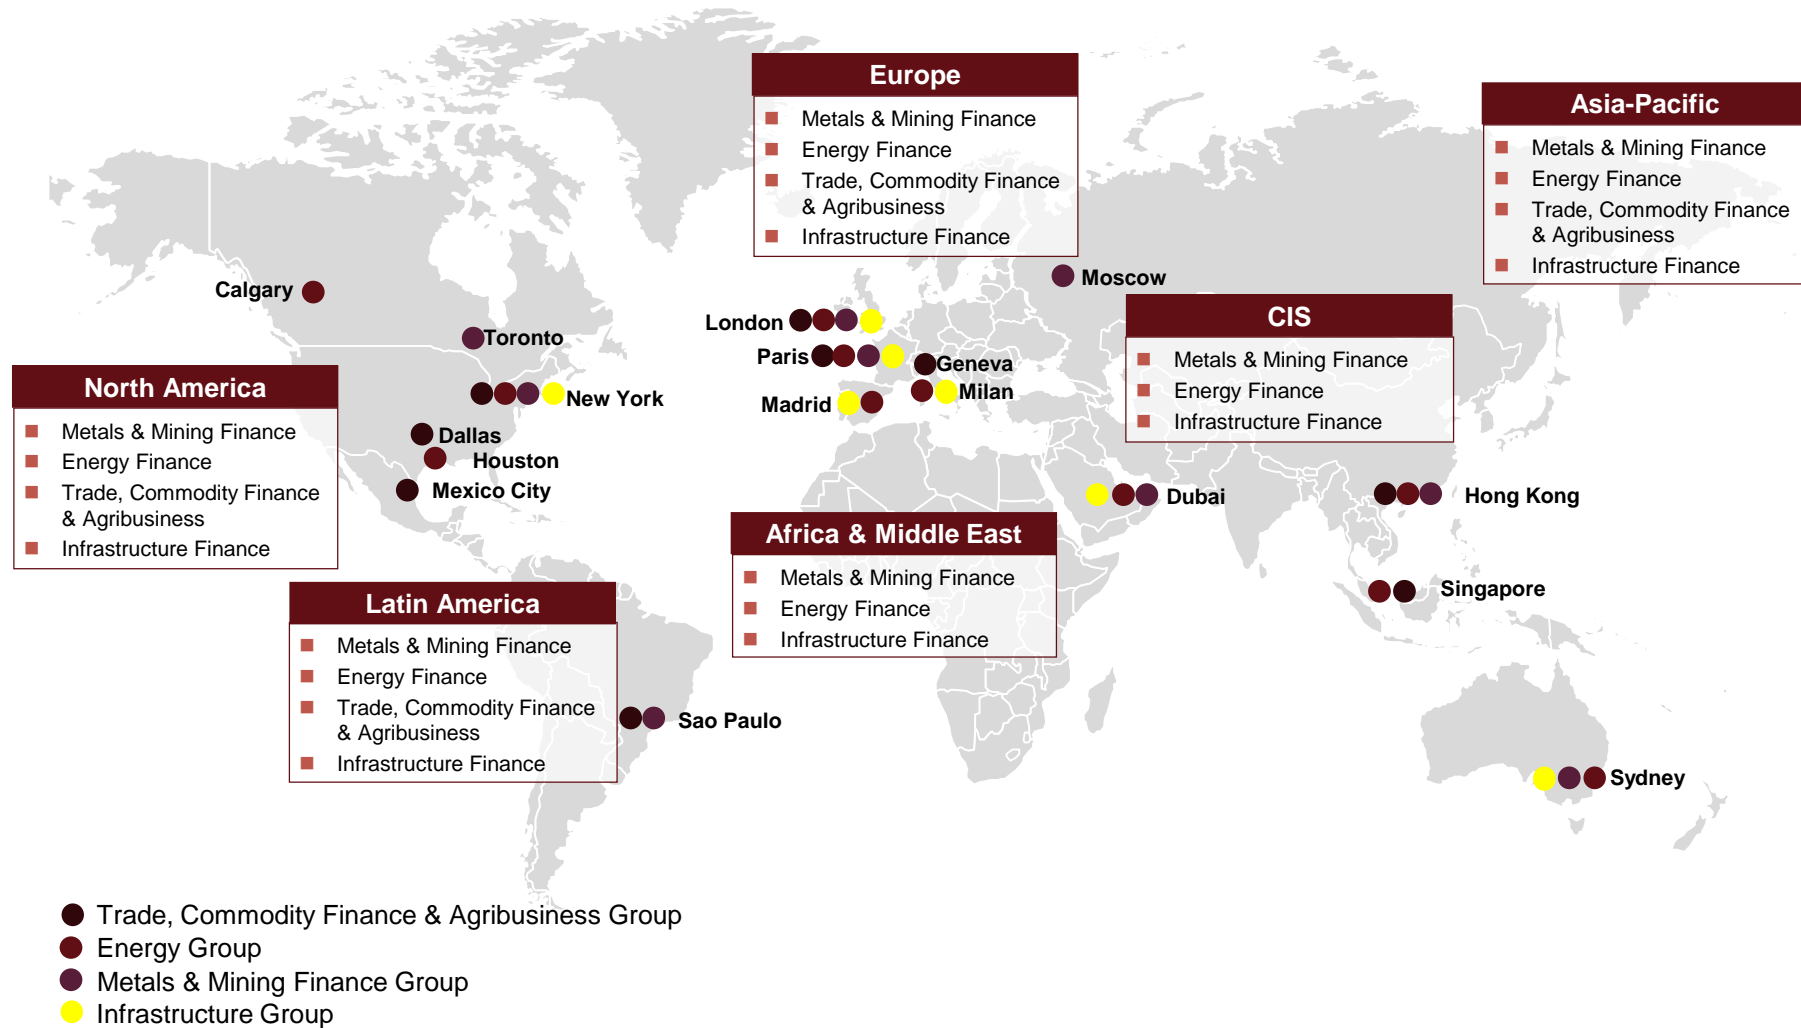 Europe
Metals & Mining Finance
Energy Finance
Trade, Commodity Finance
& Agribusiness
Infrastructure Finance
Asia-Pacific
Metals & Mining Finance
Energy Finance
Trade, Commodity Finance
& Agribusiness
Infrastructure Finance
Calgary
Toronto
Moscow
London
Paris
Geneva
Milan
Madrid
CIS
Metals & Mining Finance
Energy Finance
Infrastructure Finance
North America
Metals & Mining Finance
Energy Finance
Trade, Commodity Finance
& Agribusiness
Infrastructure Finance
New York
Dallas
Houston
Mexico City
Dubai
Hong Kong
Africa & Middle East
Metals & Mining Finance
Energy Finance
Infrastructure Finance
Singapore
Latin America
Metals & Mining Finance
Energy Finance
Trade, Commodity Finance
& Agribusiness
Infrastructure Finance
Sao Paulo
Sydney
Trade, Commodity Finance & Agribusiness Group
Energy Group
Metals & Mining Finance Group
Infrastructure Group